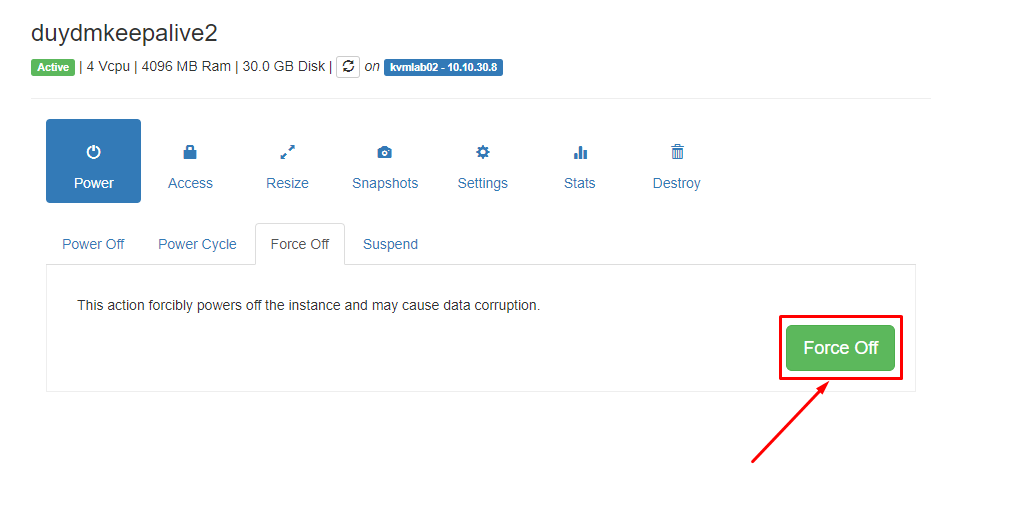 duydmkeepalive2
Active | 4 Vcpu | 4096 MB Ram | 30.0 GB Disk | on kvmlab02 - 10.10.30.8
Power Access Resize Snapshots Settings Stats Destroy
Power Off Power Cycle Force Off Suspend
This action forcibly powers off the instance and may cause data corruption.
Force Off